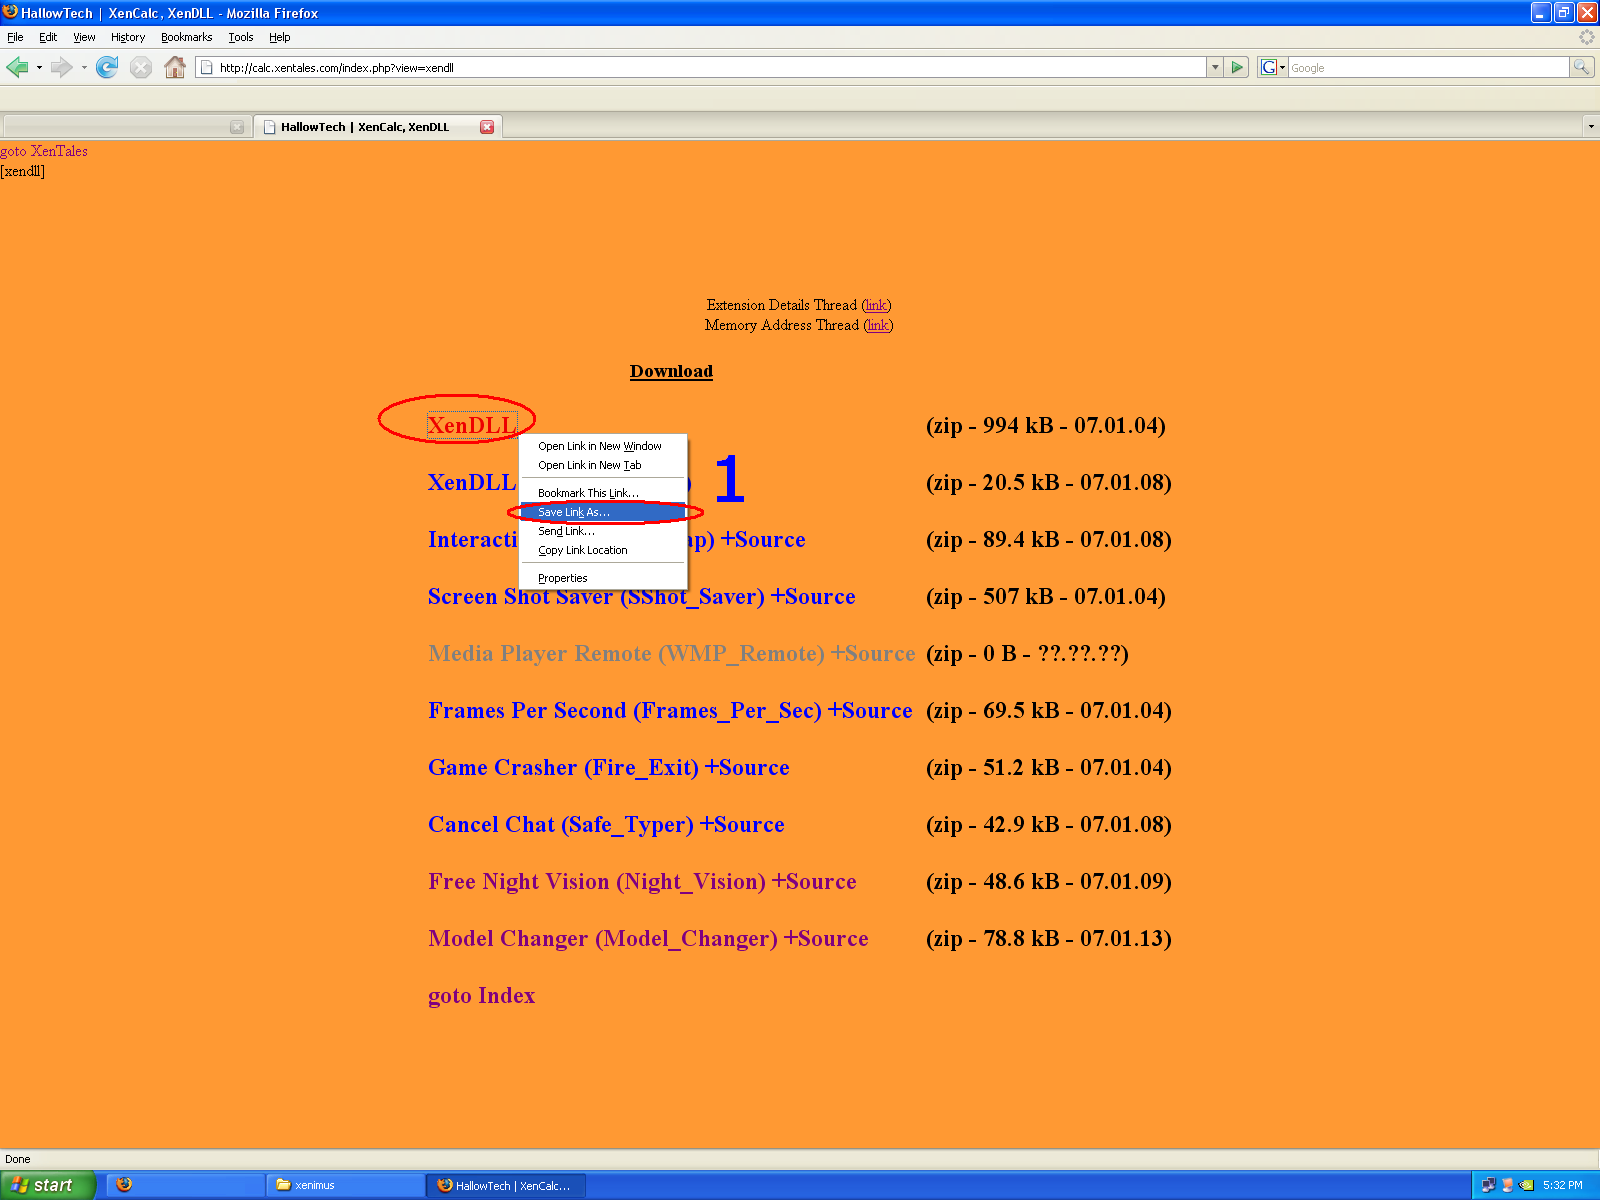 HallowTech | XenCalc, XenDLL - Mozilla Firefox
File Edit View History Bookmarks Tools Help
http://calc.xentales.com/index.php?view=xendll
G Google
HallowTech | XenCalc, XenDLL
goto XenTales
[xendll]
Extension Details Thread (link)
Memory Address Thread (link)
Download
XenDLL (zip - 994 kB - 07.01.04)
Open Link in New Window
Open Link in New Tab
Bookmark This Link...
Save Link As...
Send Link...
Copy Link Location
Properties
1
XenDLL ) (zip - 20.5 kB - 07.01.08)
Interacti ap) +Source (zip - 89.4 kB - 07.01.08)
Screen Shot Saver (SShot_Saver) +Source (zip - 507 kB - 07.01.04)
Media Player Remote (WMP_Remote) +Source (zip - 0 B - ??.??.??)
Frames Per Second (Frames_Per_Sec) +Source (zip - 69.5 kB - 07.01.04)
Game Crasher (Fire_Exit) +Source (zip - 51.2 kB - 07.01.04)
Cancel Chat (Safe_Typer) +Source (zip - 42.9 kB - 07.01.08)
Free Night Vision (Night_Vision) +Source (zip - 48.6 kB - 07.01.09)
Model Changer (Model_Changer) +Source (zip - 78.8 kB - 07.01.13)
goto Index
Done
start xenimus HallowTech | XenCalc... 5:32 PM